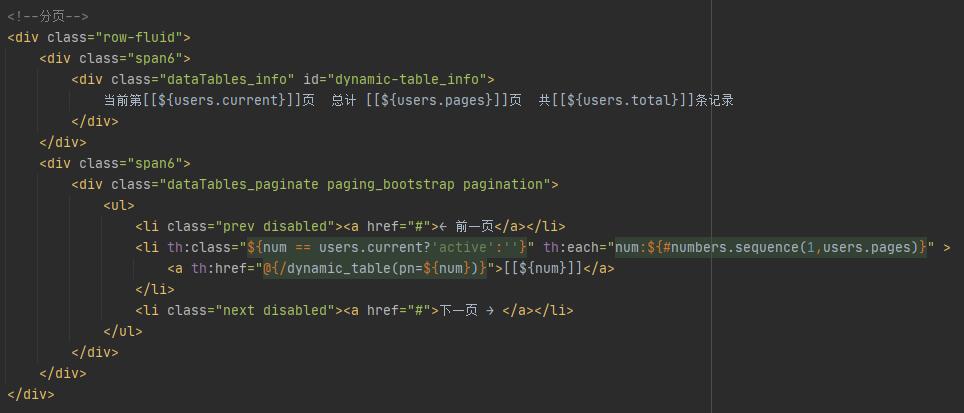 <!--分页-->
<div class="row-fluid">
    <div class="span6">
        <div class="dataTables_info" id="dynamic-table_info">
            当前第[[${users.current}]]页  总计 [[${users.pages}]]页  共[[${users.total}]]条记录
        </div>
    </div>
    <div class="span6">
        <div class="dataTables_paginate paging_bootstrap pagination">
            <ul>
                <li class="prev disabled"><a href="#">← 前一页</a></li>
                <li th:class="${num == users.current?'active':''}" th:each="num:${#numbers.sequence(1,users.pages)}" >
                    <a th:href="@{/dynamic_table(pn=${num})}">[[${num}]]</a>
                </li>
                <li class="next disabled"><a href="#">下一页 → </a></li>
            </ul>
        </div>
    </div>
</div>